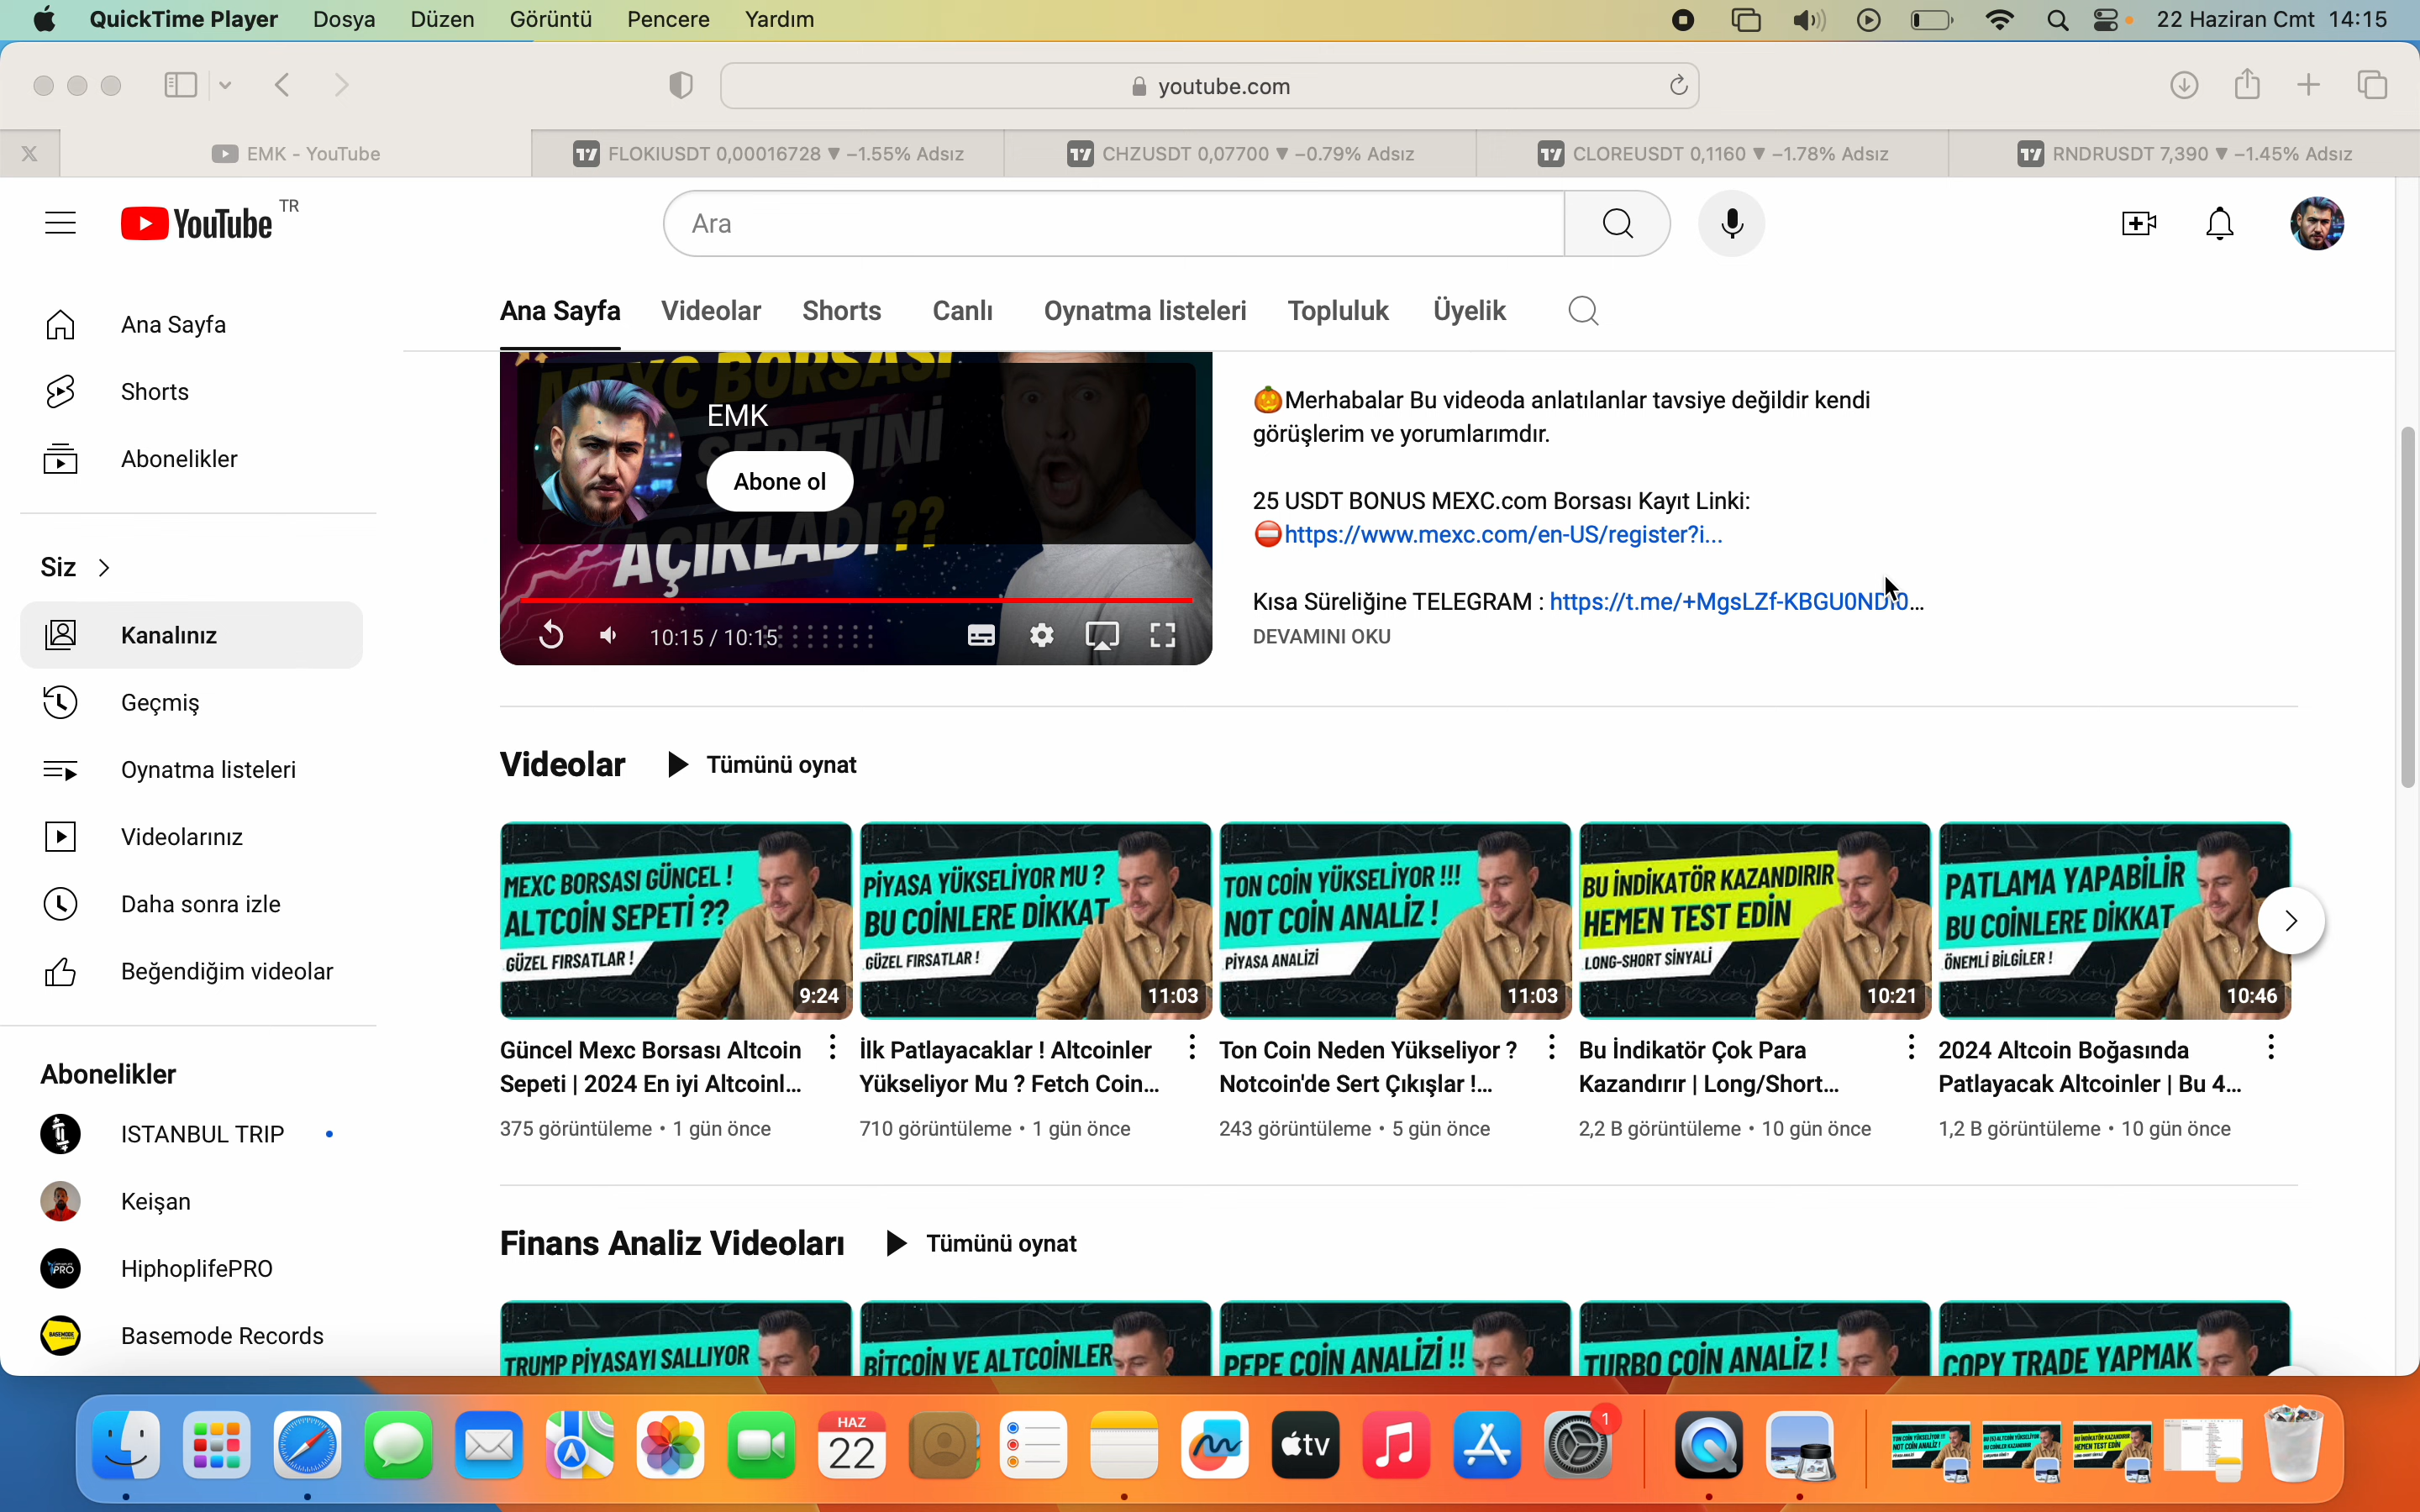 QuickTime Player Dosya Düzen Görüntü Pencere Yardım 22 Haziran Cmt 14:15
youtube.com
EMK - YouTube
FLOKIUSDT 0,00016728 ▼ −1.55% Adsız
CHZUSDT 0,07700 ▼ −0.79% Adsız
CLOREUSDT 0,1160 ▼ −1.78% Adsız
RNDRUSDT 7,390 ▼ −1.45% Adsız
YouTube TR
Ara
Ana Sayfa
Shorts
Abonelikler
Siz
Kanalınız
Geçmiş
Oynatma listeleri
Videolarınız
Daha sonra izle
Beğendiğim videolar
Abonelikler
ISTANBUL TRIP
Keişan
HiphoplifePRO
Basemode Records
Ana Sayfa Videolar Shorts Canlı Oynatma listeleri Topluluk Üyelik
MEXC BORSASI
SEPETİNİ
AÇIKLADI??
EMK
Abone ol
10:15 / 10:15
🎃Merhabalar Bu videoda anlatılanlar tavsiye değildir kendi
görüşlerim ve yorumlarımdır.
25 USDT BONUS MEXC.com Borsası Kayıt Linki:
⛔https://www.mexc.com/en-US/register?i...
Kısa Süreliğine TELEGRAM : https://t.me/+MgsLZf-KBGU0NDI0...
DEVAMINI OKU
Videolar Tümünü oynat
MEXC BORSASI GÜNCEL !
ALTCOİN SEPETİ ??
GÜZEL FIRSATLAR !
9:24
Güncel Mexc Borsası Altcoin
Sepeti | 2024 En iyi Altcoinl...
375 görüntüleme • 1 gün önce
PİYASA YÜKSELİYOR MU ?
BU COİNLERE DİKKAT
GÜZEL FIRSATLAR !
11:03
İlk Patlayacaklar ! Altcoinler
Yükseliyor Mu ? Fetch Coin...
710 görüntüleme • 1 gün önce
TON COİN YÜKSELİYOR !!!
NOT COİN ANALİZ !
PİYASA ANALİZİ
11:03
Ton Coin Neden Yükseliyor ?
Notcoin'de Sert Çıkışlar !...
243 görüntüleme • 5 gün önce
BU İNDİKATÖR KAZANDIRIR
HEMEN TEST EDİN
LONG-SHORT SİNYALİ
10:21
Bu İndikatör Çok Para
Kazandırır | Long/Short...
2,2 B görüntüleme • 10 gün önce
PATLAMA YAPABİLİR
BU COİNLERE DİKKAT
ÖNEMLİ BİLGİLER !
10:46
2024 Altcoin Boğasında
Patlayacak Altcoinler | Bu 4...
1,2 B görüntüleme • 10 gün önce
Finans Analiz Videoları Tümünü oynat
TRUMP PİYASAYI SALLIYOR
BİTCOİN VE ALTCOİNLER
PEPE COİN ANALİZİ !!
TURBO COİN ANALİZ !
COPY TRADE YAPMAK
HAZ
22
tv
1